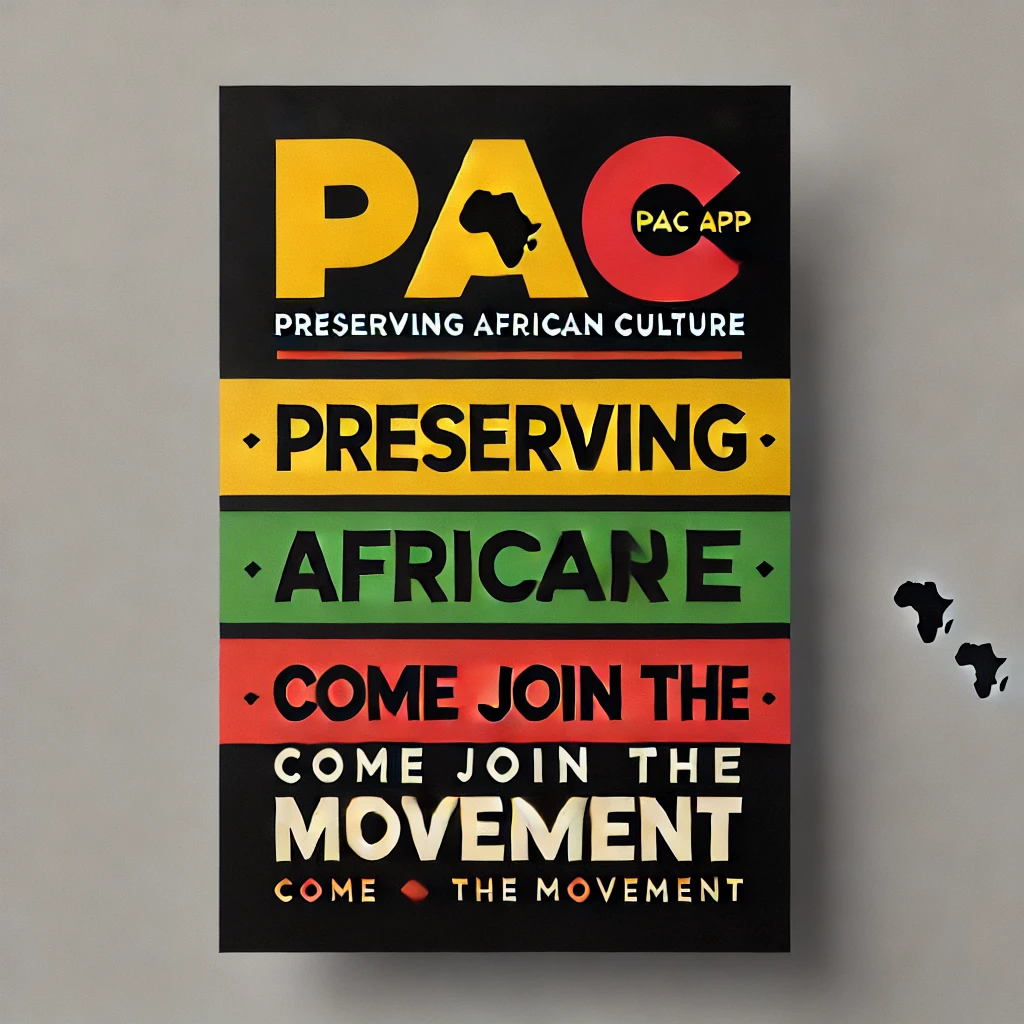 PAC
PAC APP
PRESERVING AFRICAN CULTURE
PRESERVING
AFRICARE
COME JOIN THE
COME JOIN THE
MOVEMENT
COME THE MOVEMENT